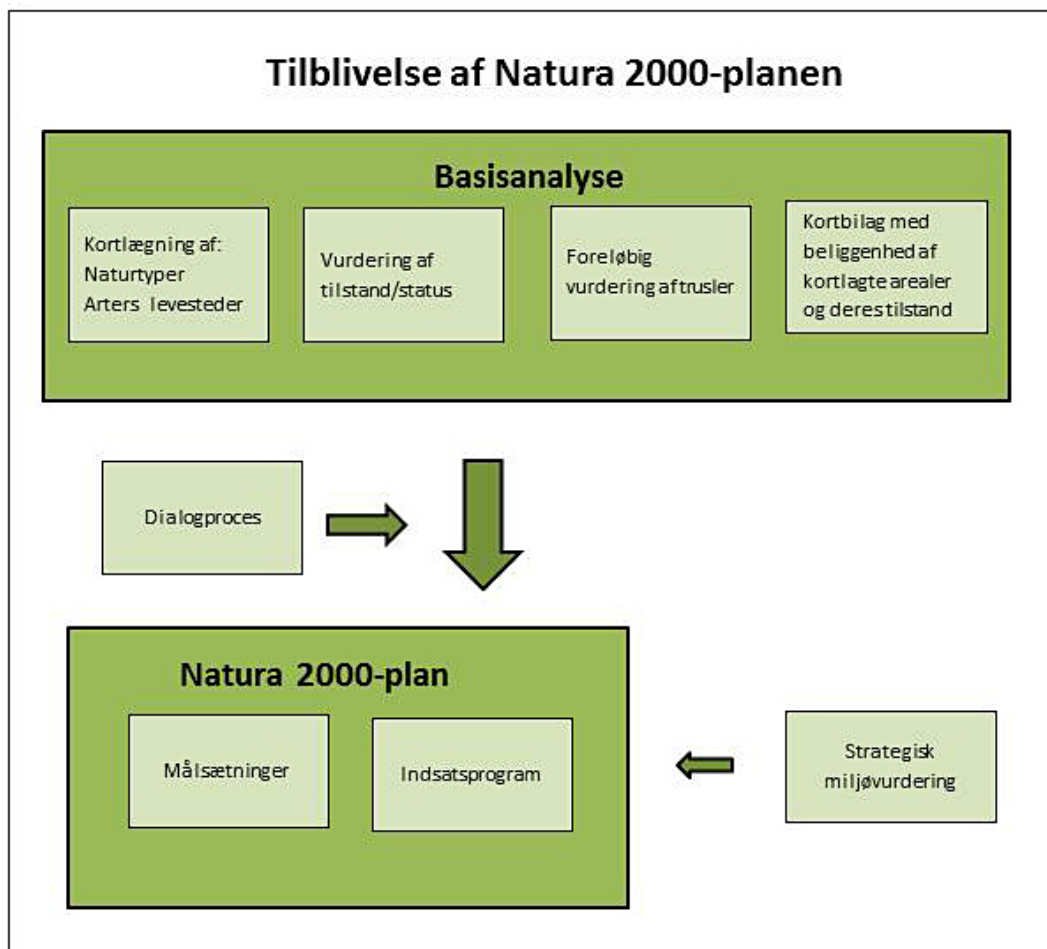 Tilblivelse af Natura 2000-planen
Basisanalyse
Kortlægning af:
Naturtyper
Arters levesteder
Vurdering af
tilstand/status
Foreløbig
vurdering af trusler
Kortbilag med
beliggenhed af
kortlagte arealer
og deres tilstand
Dialogproces
Natura 2000-plan
Målsætninger
Indsatsprogram
Strategisk
miljøvurdering